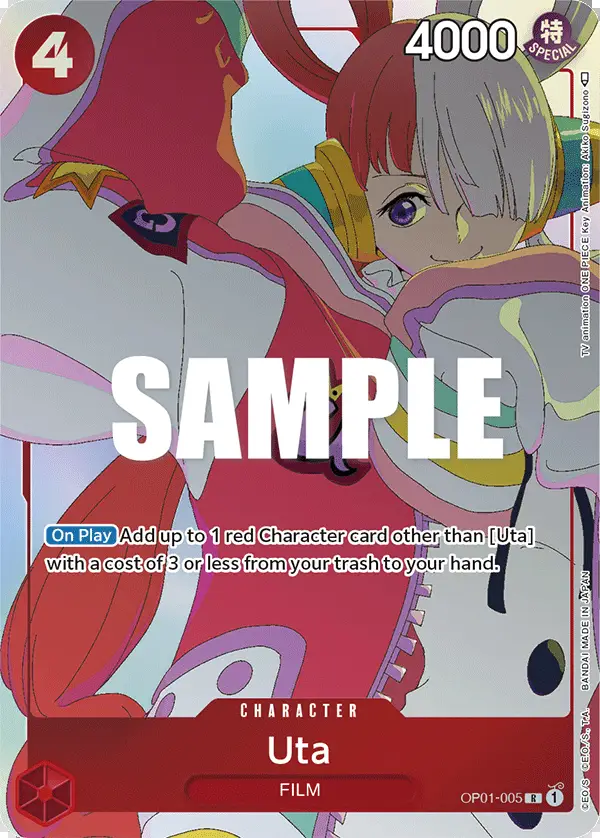 4
4000
特
SPECIAL
TV animation ONE PIECE Key Animation: Akiko Sugizono
SAMPLE
On Play Add up to 1 red Character card other than [Uta]
with a cost of 3 or less from your trash to your hand.
©E.O./S. ©E.O./S., T.A. BANDAI MADE IN JAPAN
CHARACTER
Uta
FILM
OP01-005 R 1